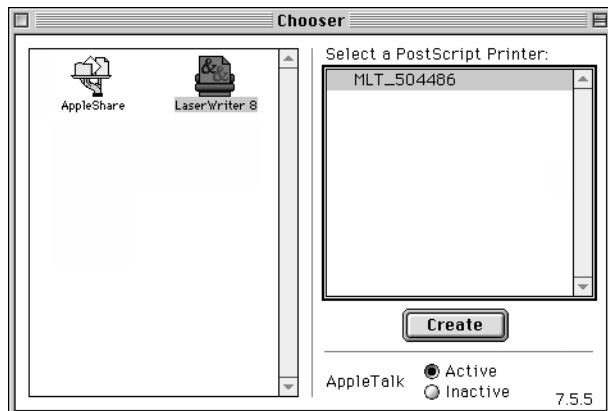 Chooser
AppleShare
LaserWriter 8
Select a PostScript Printer:
MLT_504486
Create
AppleTalk
Active
Inactive
7.5.5